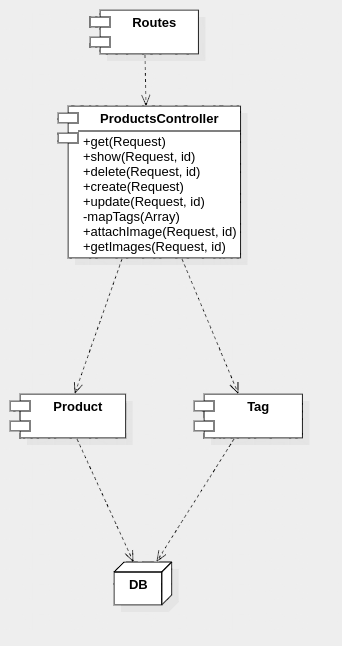 Routes
ProductsController
+get(Request)
+show(Request, id)
+delete(Request, id)
+create(Request)
+update(Request, id)
-mapTags(Array)
+attachImage(Request, id)
+getImages(Request, id)
Product
Tag
DB